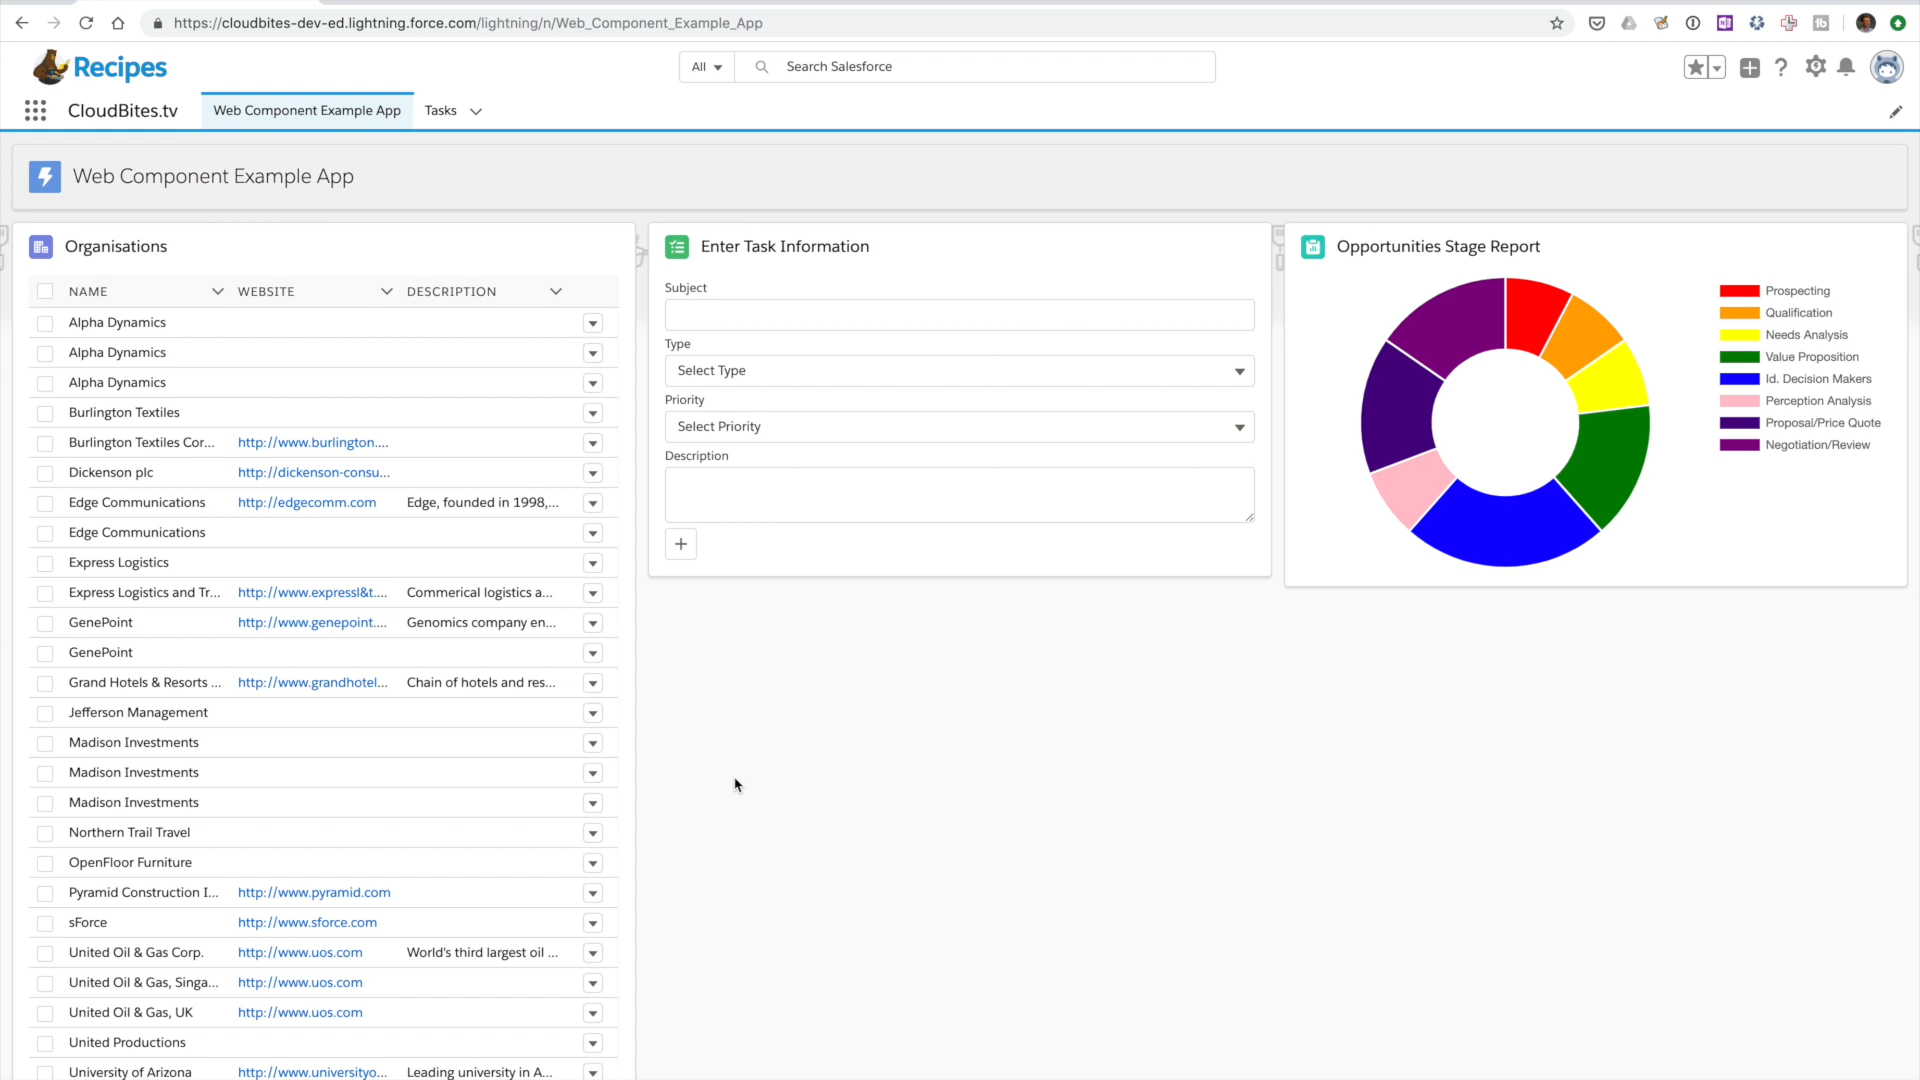 https://cloudbites-dev-ed.lightning.force.com/lightning/n/Web_Component_Example_App
Recipes
All
Search Salesforce
CloudBites.tv
Web Component Example App
Tasks
Web Component Example App
Organisations
NAME WEBSITE DESCRIPTION
Alpha Dynamics
Alpha Dynamics
Alpha Dynamics
Burlington Textiles
Burlington Textiles Cor... http://www.burlington....
Dickenson plc http://dickenson-consu...
Edge Communications http://edgecomm.com Edge, founded in 1998,...
Edge Communications
Express Logistics
Express Logistics and Tr... http://www.expressl&t.... Commerical logistics a...
GenePoint http://www.genepoint.... Genomics company en...
GenePoint
Grand Hotels & Resorts ... http://www.grandhotel... Chain of hotels and res...
Jefferson Management
Madison Investments
Madison Investments
Madison Investments
Northern Trail Travel
OpenFloor Furniture
Pyramid Construction I... http://www.pyramid.com
sForce http://www.sforce.com
United Oil & Gas Corp. http://www.uos.com World's third largest oil ...
United Oil & Gas, Singa... http://www.uos.com
United Oil & Gas, UK http://www.uos.com
United Productions
University of Arizona http://www.universityo... Leading university in A...
Enter Task Information
Subject
Type
Select Type
Priority
Select Priority
Description
Opportunities Stage Report
Prospecting
Qualification
Needs Analysis
Value Proposition
Id. Decision Makers
Perception Analysis
Proposal/Price Quote
Negotiation/Review